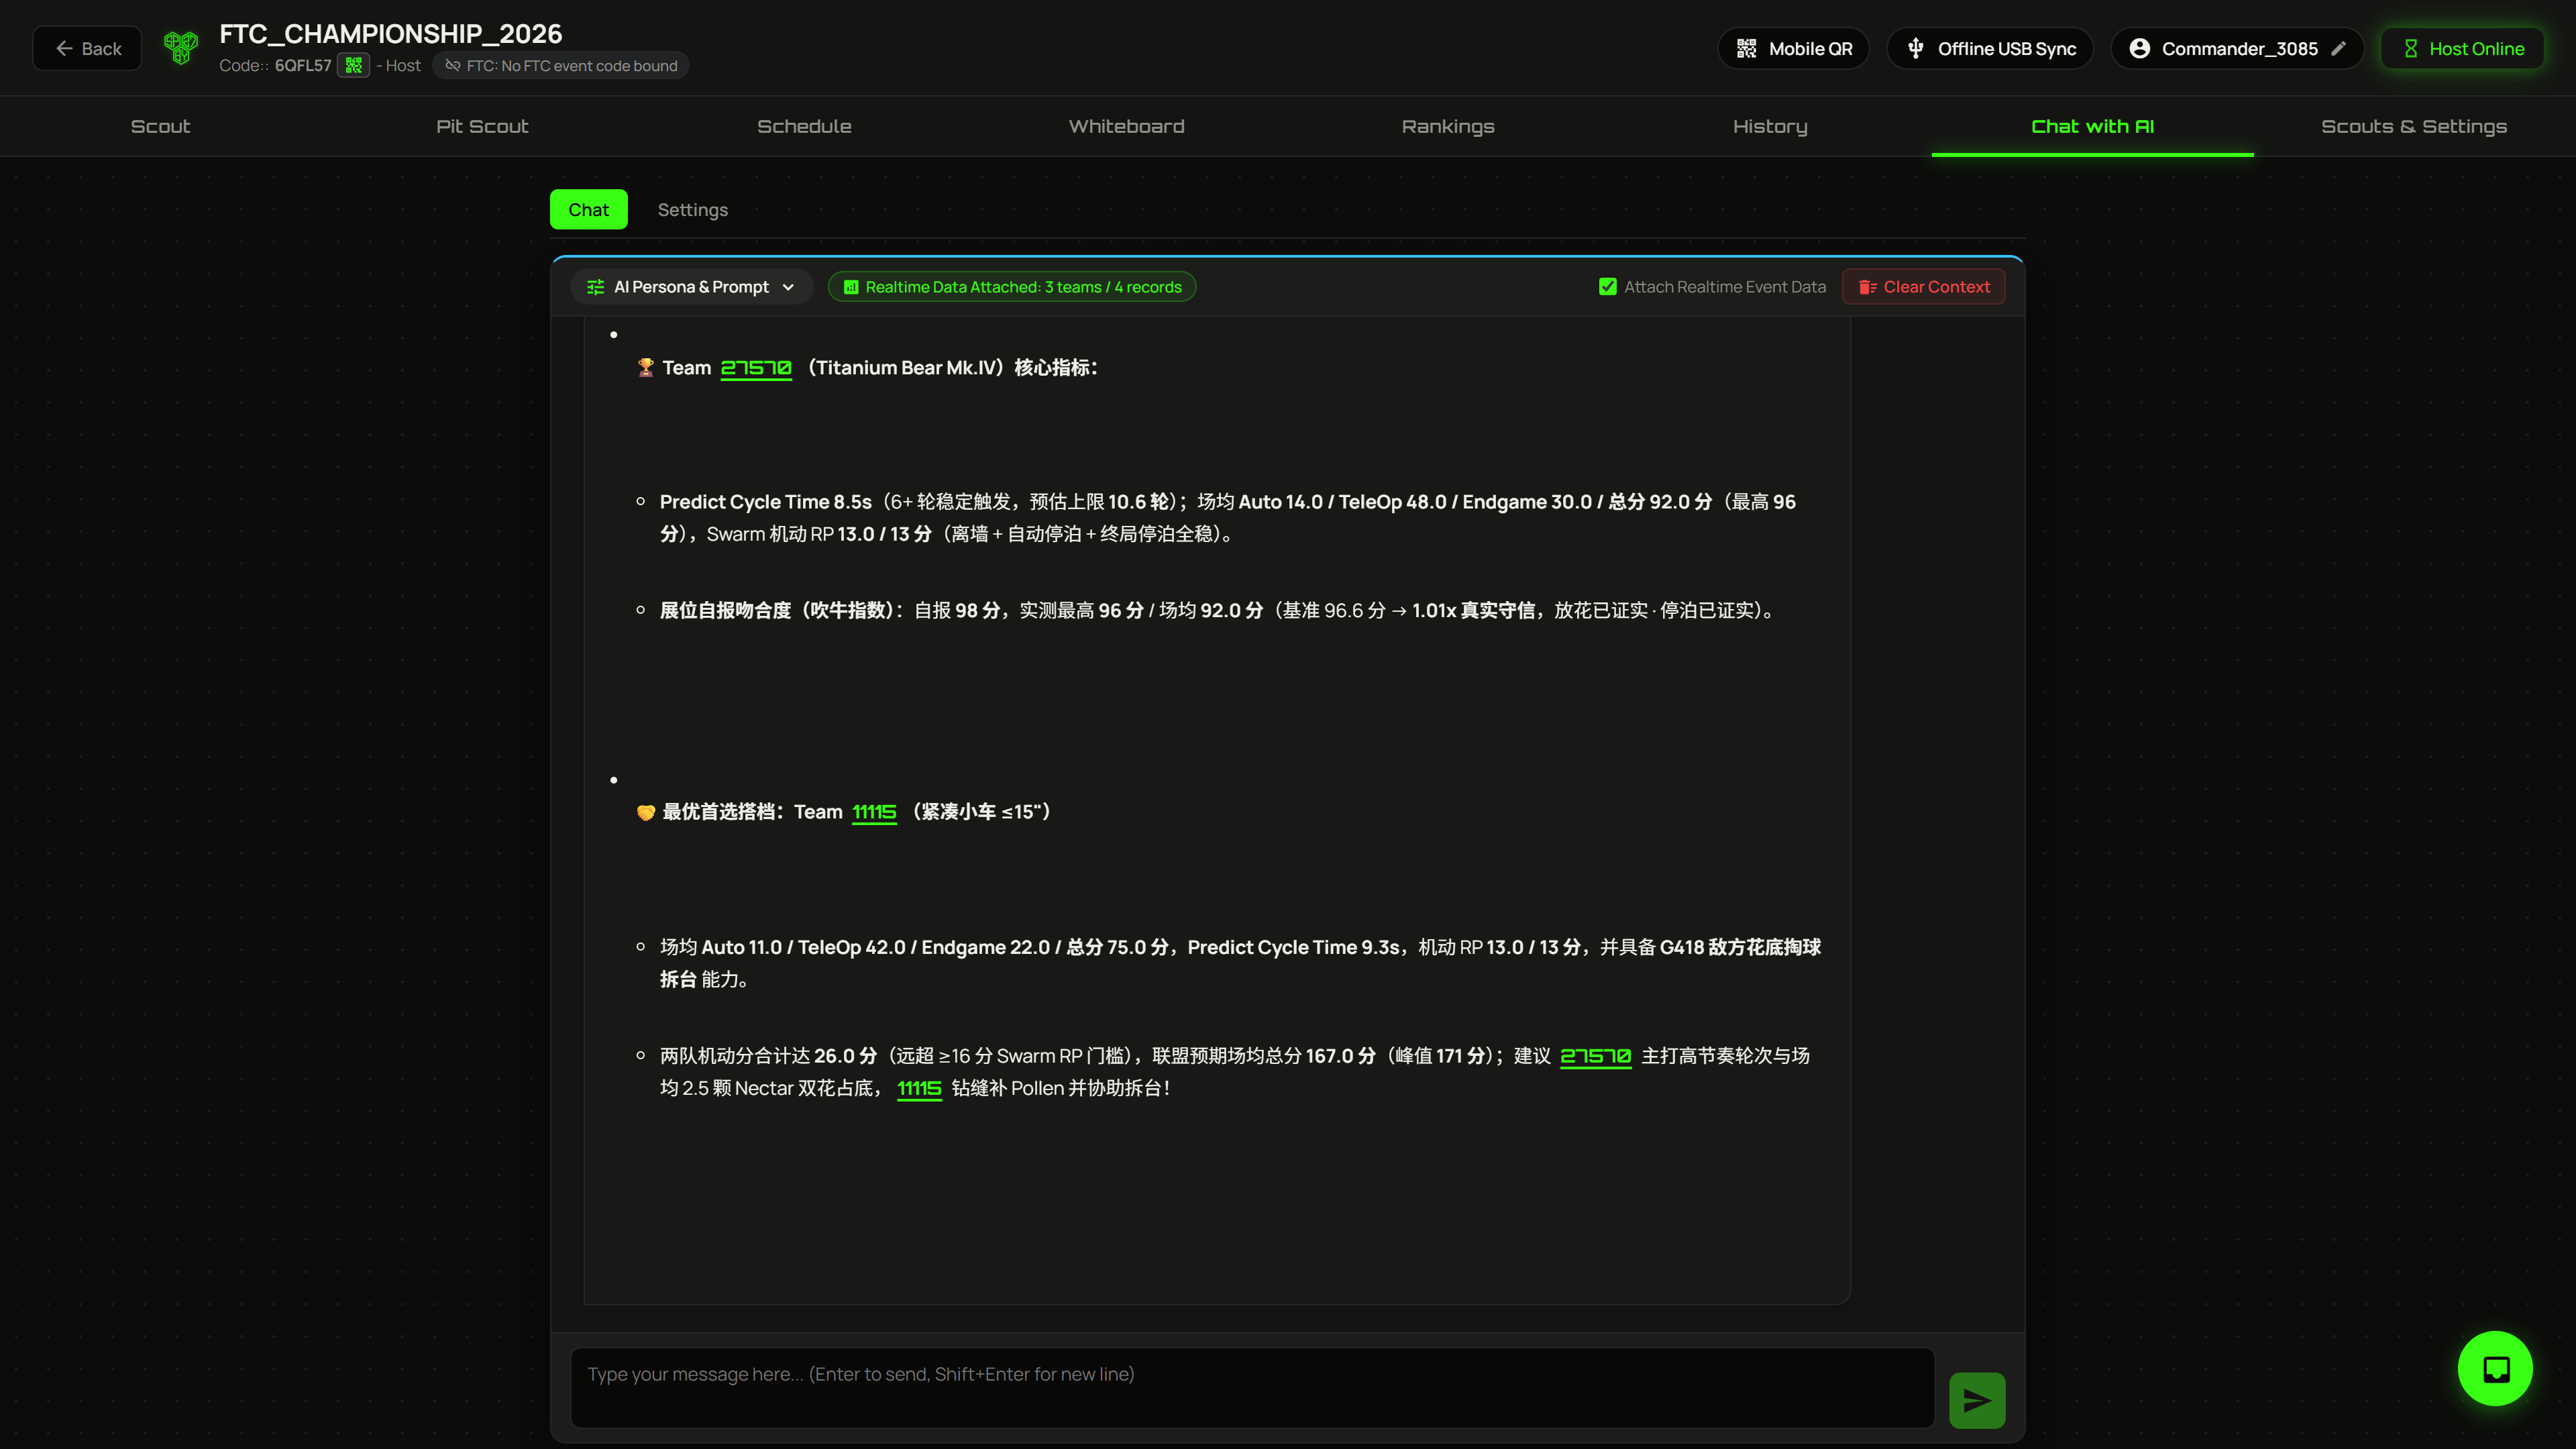 Back
FTC_CHAMPIONSHIP_2026
Code:: 6QFL57 - Host FTC: No FTC event code bound
Mobile QR
Offline USB Sync
Commander_3085
Host Online
Scout
Pit Scout
Schedule
Whiteboard
Rankings
History
Chat with AI
Scouts & Settings
Chat
Settings
AI Persona & Prompt
Realtime Data Attached: 3 teams / 4 records
Attach Realtime Event Data
Clear Context
🏆 Team 27570 （Titanium Bear Mk.IV）核心指标：
Predict Cycle Time 8.5s（6+ 轮稳定触发，预估上限 10.6 轮）；场均 Auto 14.0 / TeleOp 48.0 / Endgame 30.0 / 总分 92.0 分（最高 96
分），Swarm 机动 RP 13.0 / 13 分（离墙 + 自动停泊 + 终局停泊全稳）。
展位自报吻合度（吹牛指数）：自报 98 分，实测最高 96 分 / 场均 92.0 分（基准 96.6 分 → 1.01x 真实守信，放花已证实 · 停泊已证实）。
🤝 最优首选搭档：Team 11115 （紧凑小车 ≤15"）
场均 Auto 11.0 / TeleOp 42.0 / Endgame 22.0 / 总分 75.0 分，Predict Cycle Time 9.3s，机动 RP 13.0 / 13 分，并具备 G418 敌方花底掏球
拆台 能力。
两队机动分合计达 26.0 分（远超 ≥16 分 Swarm RP 门槛），联盟预期场均总分 167.0 分（峰值 171 分）；建议 27570 主打高节奏轮次与场
均 2.5 颗 Nectar 双花占底， 11115 钻缝补 Pollen 并协助拆台！
Type your message here... (Enter to send, Shift+Enter for new line)